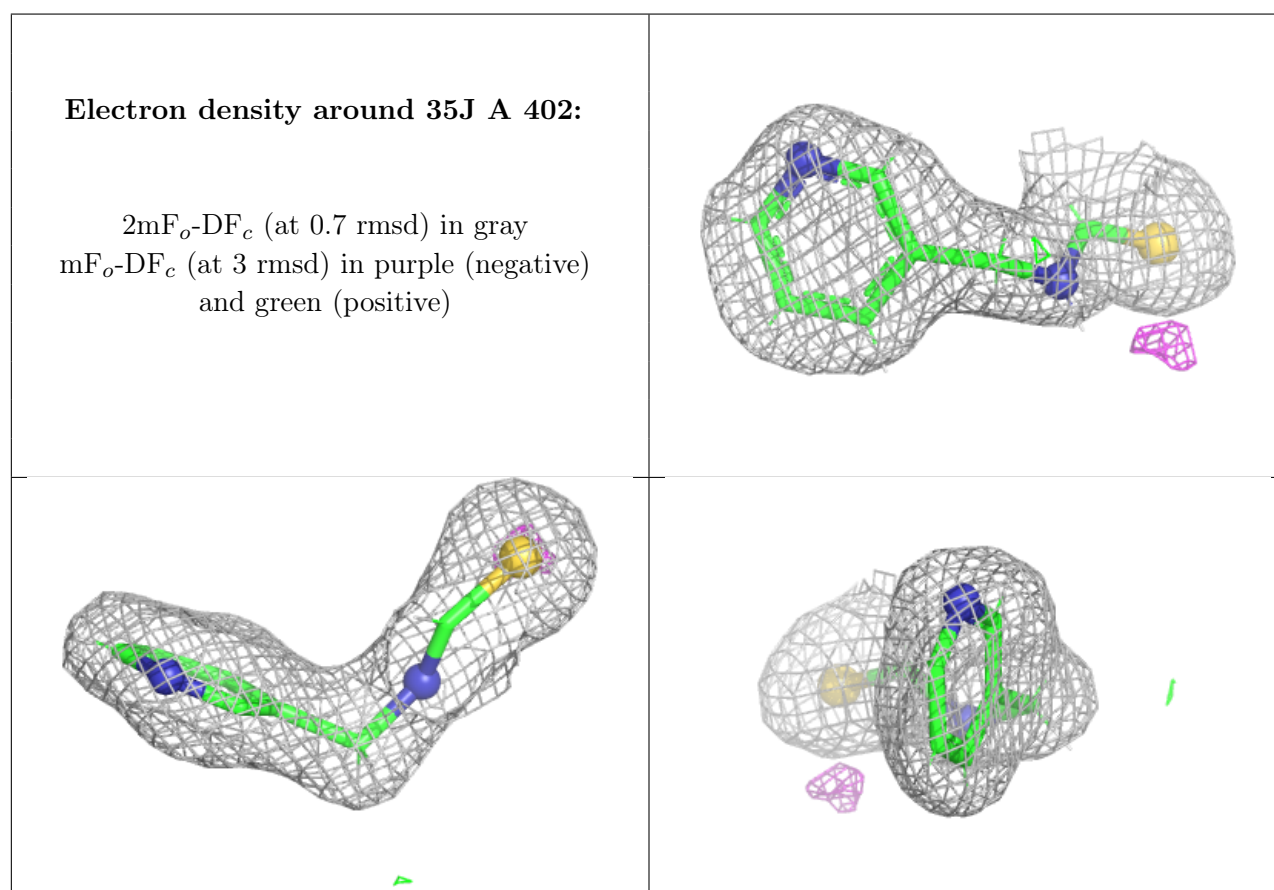 Electron density around 35J A 402:
2mFo-DFc (at 0.7 rmsd) in gray
mFo-DFc (at 3 rmsd) in purple (negative)
and green (positive)